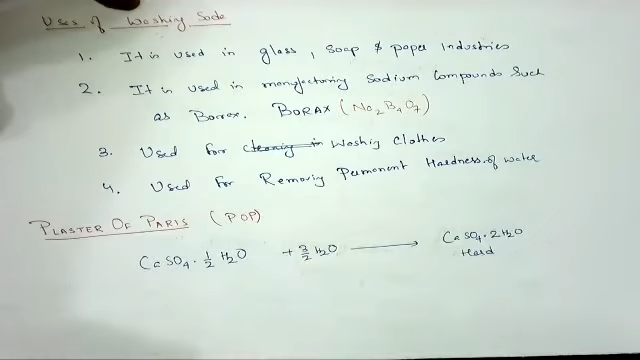 Uses of Washing Soda
1. It is used in glass, soap & paper industries
2. It is used in manufacturing Sodium Compounds such
as Borax. BORAX (Na2B4O7)
3. Used for Cleaning in Washing Clothes
4. Used for Removing Permanent Hardness of water
PLASTER OF PARIS (POP)
CaSO4 · 1/2 H2O + 3/2 H2O ⟶ CaSO4 · 2H2O
Hard